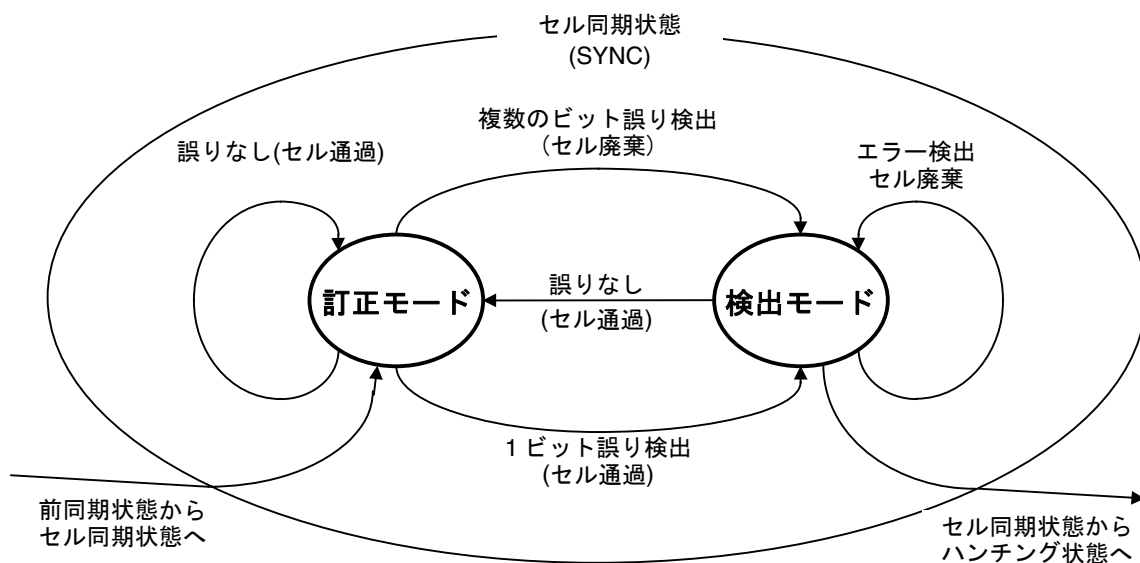 セル同期状態
(SYNC)
複数のビット誤り検出
(セル廃棄)
誤りなし(セル通過)
エラー検出
セル廃棄
訂正モード
誤りなし
(セル通過)
検出モード
1 ビット誤り検出
(セル通過)
前同期状態から
セル同期状態へ
セル同期状態から
ハンチング状態へ